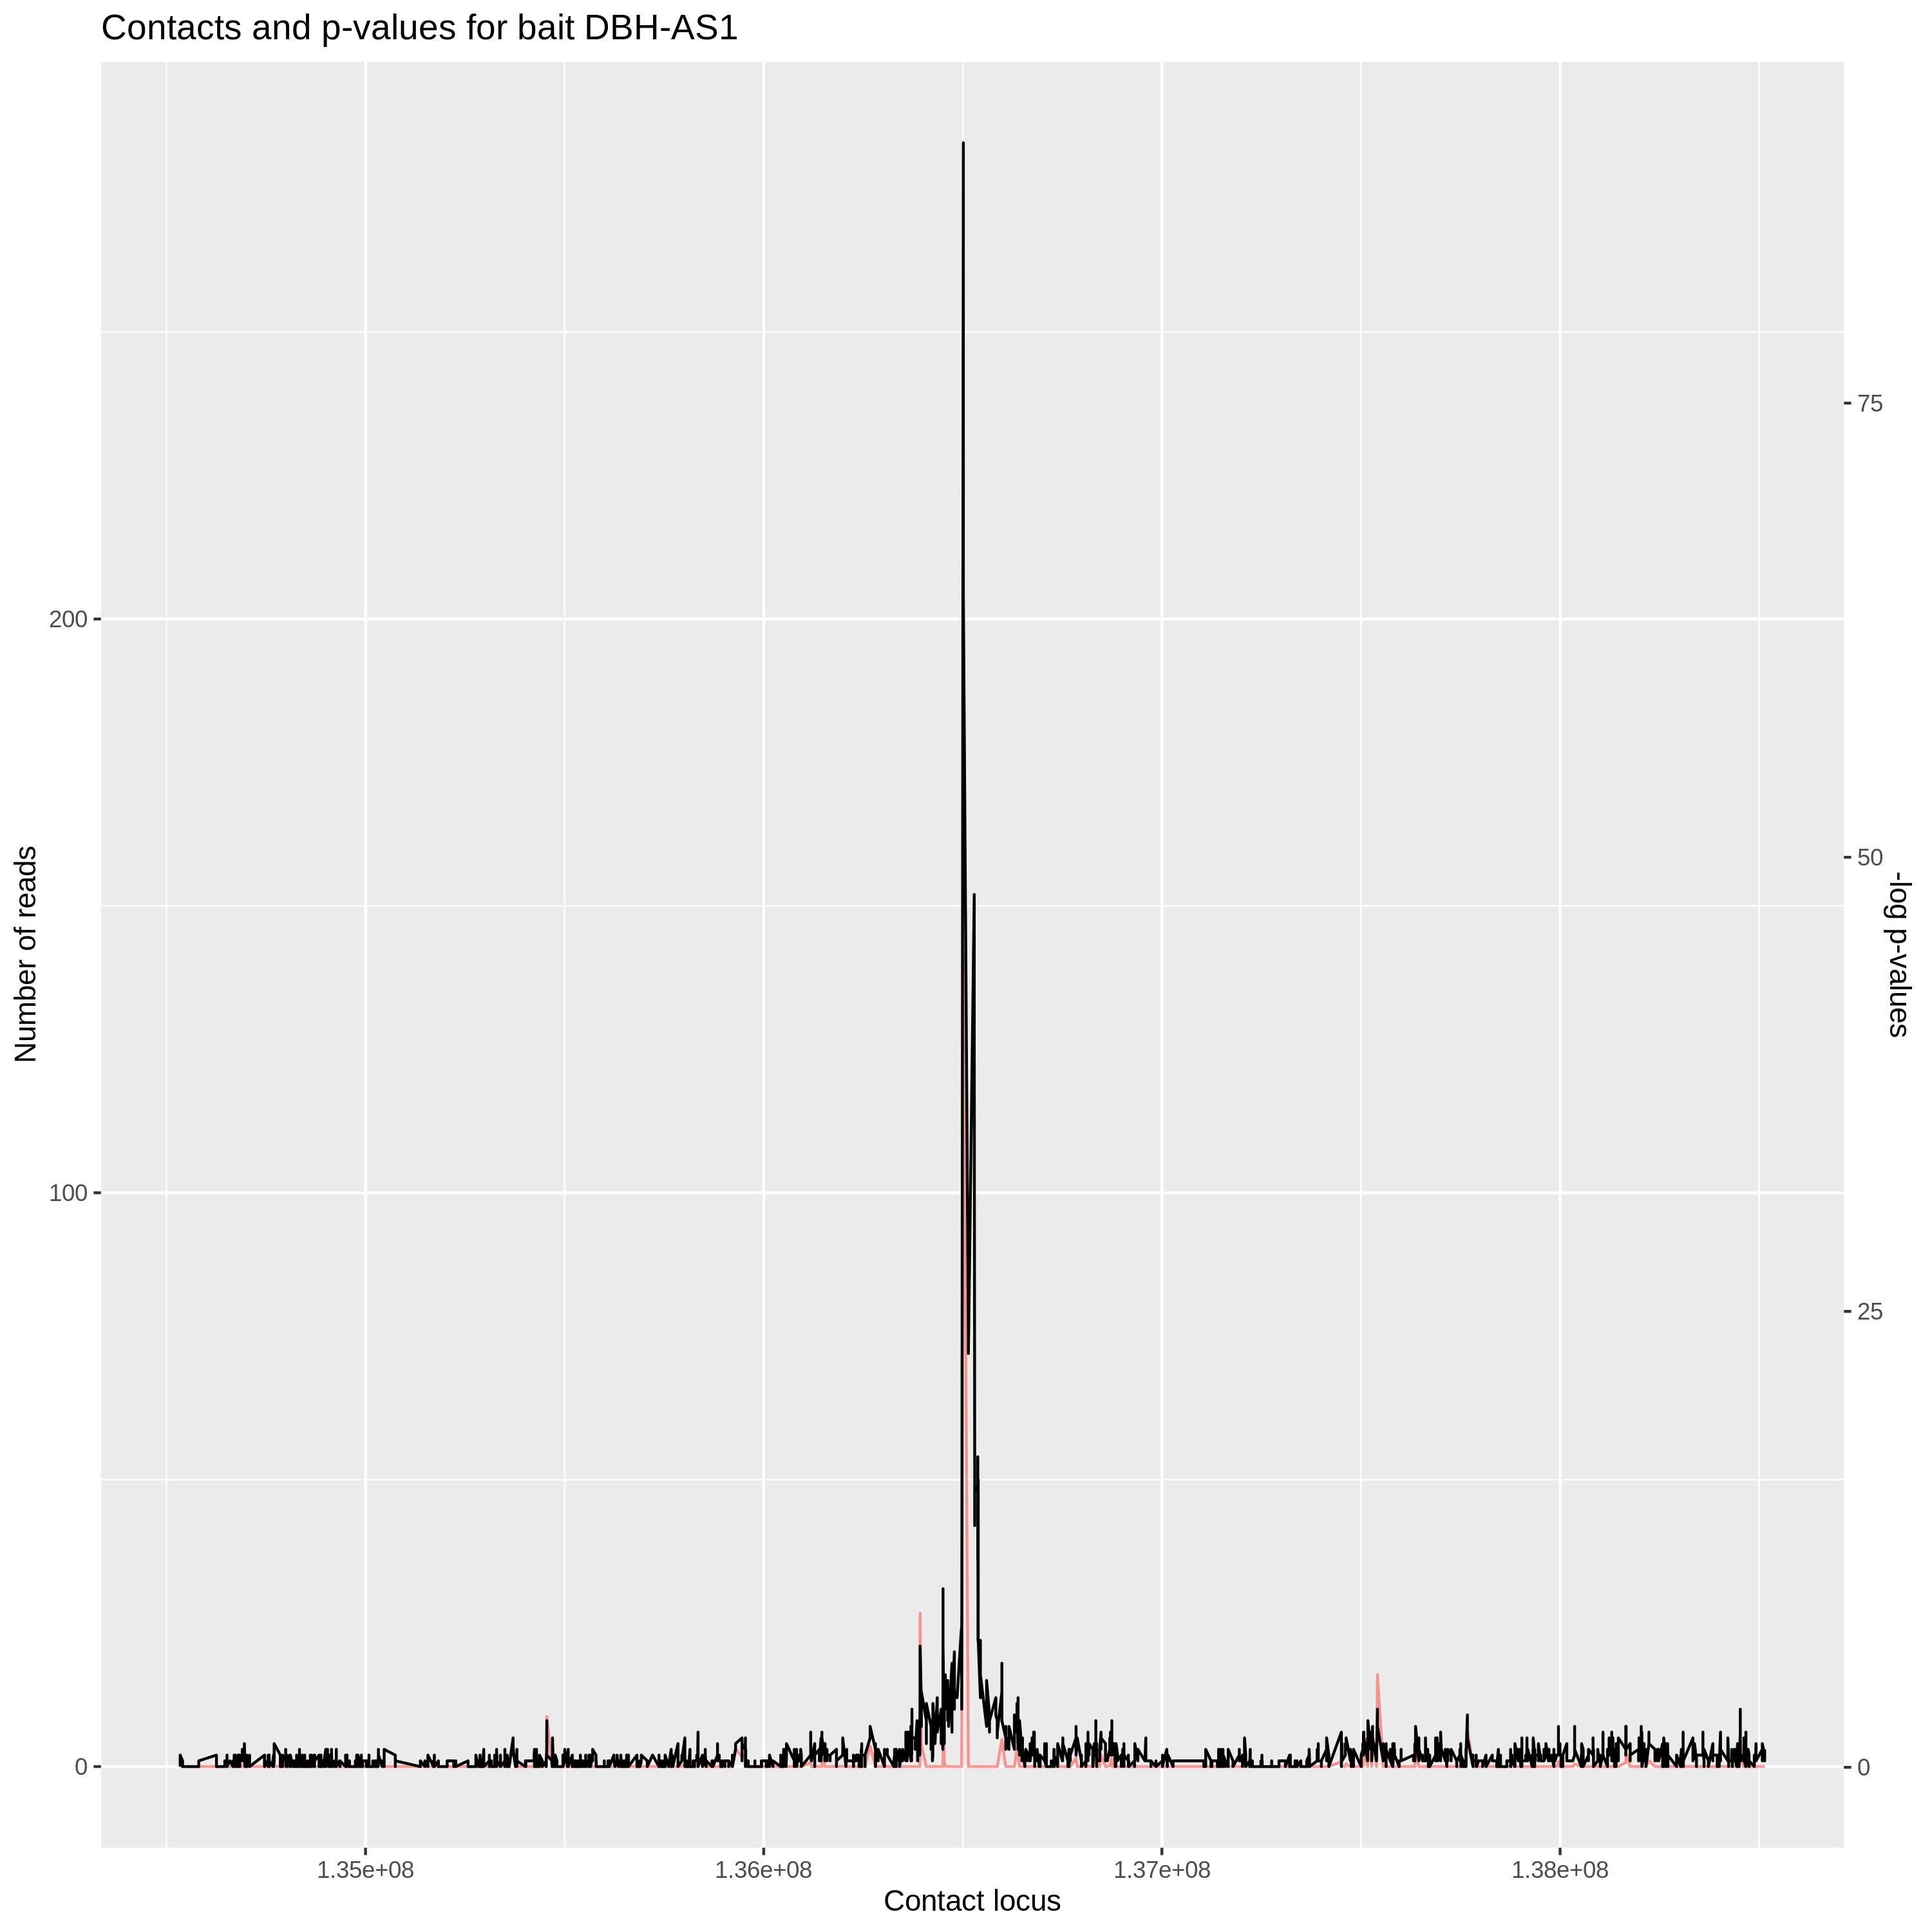 Contacts and p-values for bait DBH-AS1
Number of reads
200
100
0
75
50
25
0
-log p-values
1.35e+08
1.36e+08
1.37e+08
1.38e+08
Contact locus